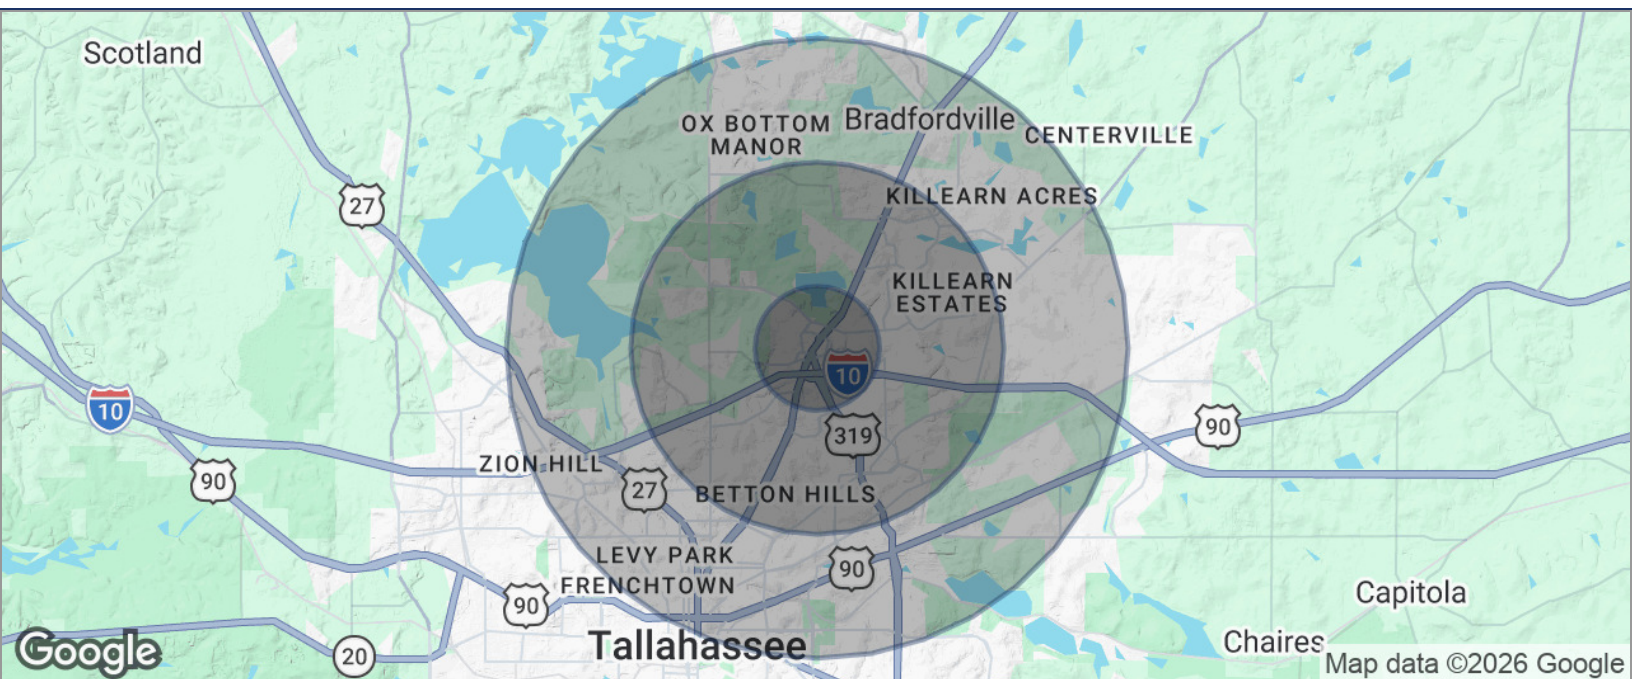 Scotland
OX BOTTOM
MANOR
Bradfordville
CENTERVILLE
27
KILLEARN ACRES
KILLEARN
ESTATES
10
10
319
90
90
ZION HILL
27
BETTON HILLS
LEVY PARK
FRENCHTOWN
90
90
Capitola
Tallahassee
Chaires
20
Google
Map data ©2026 Google